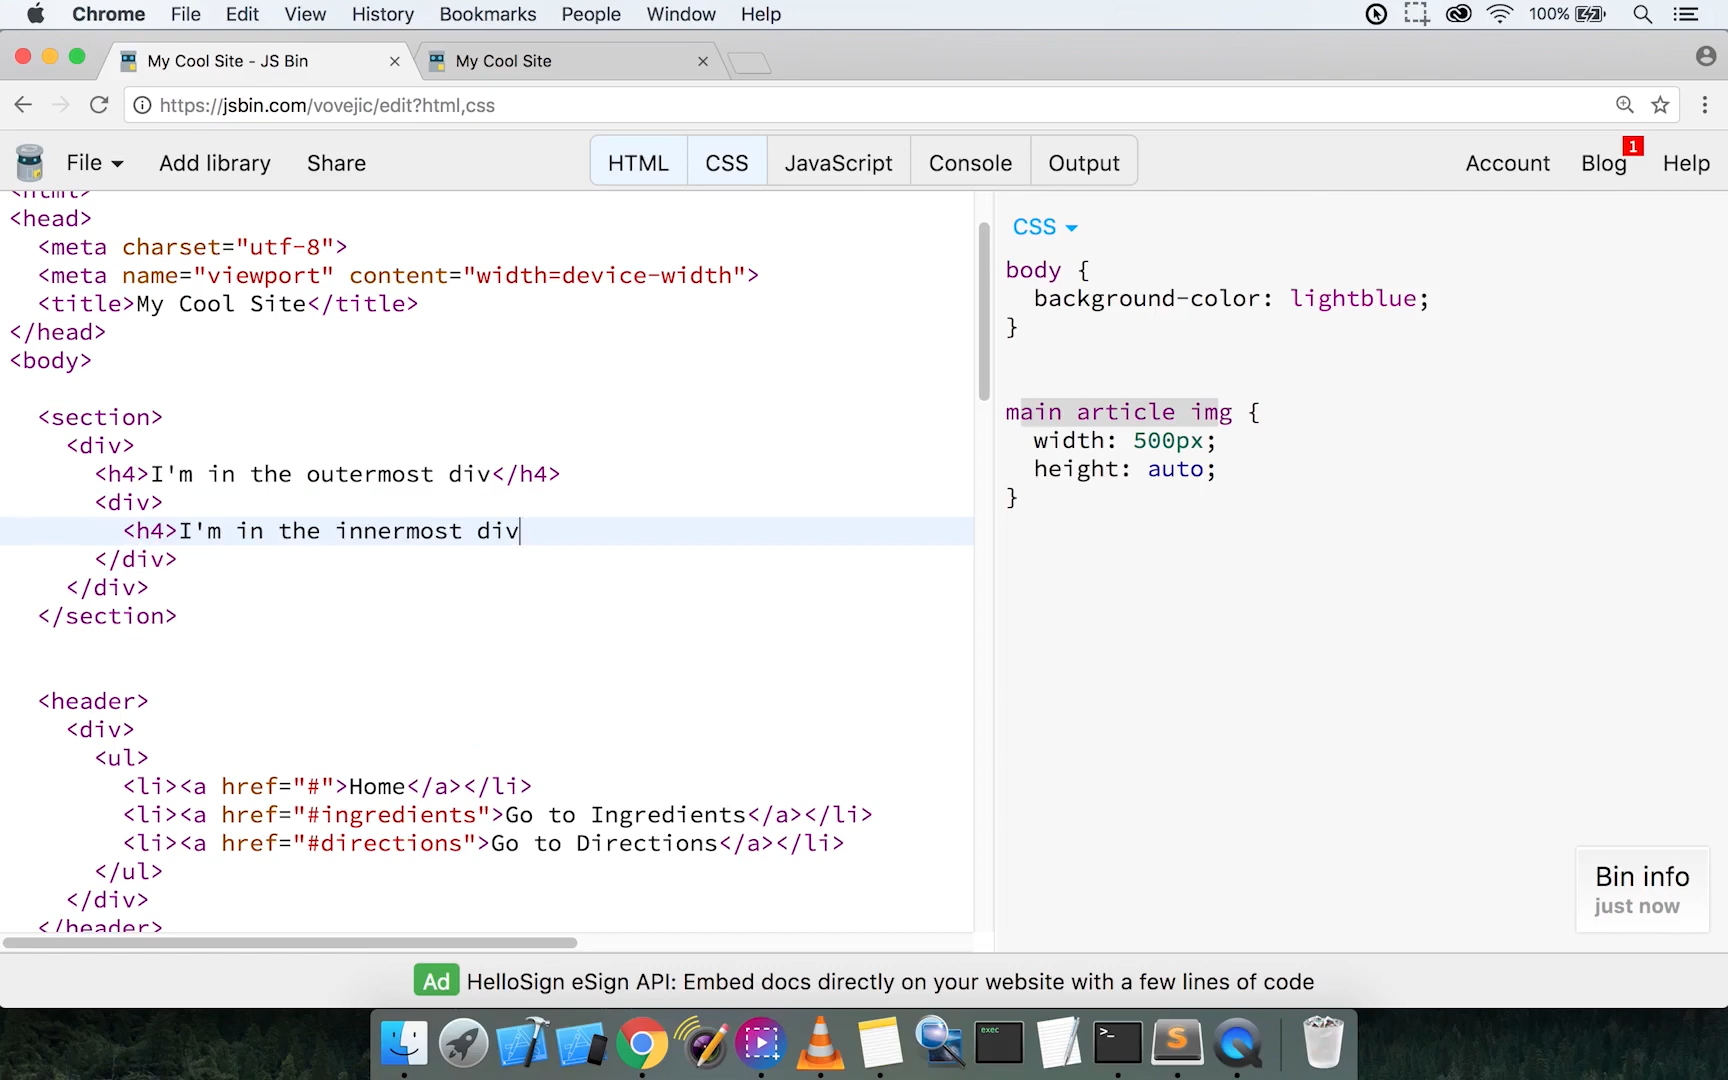 Chrome File Edit View History Bookmarks People Window Help 100%
My Cool Site - JS Bin My Cool Site
https://jsbin.com/vovejic/edit?html,css
File Add library Share HTML CSS JavaScript Console Output Account Blog 1 Help
<html>
<head>
<meta charset="utf-8">
<meta name="viewport" content="width=device-width">
<title>My Cool Site</title>
</head>
<body>
<section>
<div>
<h4>I'm in the outermost div</h4>
<div>
<h4>I'm in the innermost div
</div>
</div>
</section>
<header>
<div>
<ul>
<li><a href="#">Home</a></li>
<li><a href="#ingredients">Go to Ingredients</a></li>
<li><a href="#directions">Go to Directions</a></li>
</ul>
</div>
</header>
CSS
body {
background-color: lightblue;
}
main article img {
width: 500px;
height: auto;
}
Bin info
just now
Ad HelloSign eSign API: Embed docs directly on your website with a few lines of code
exec